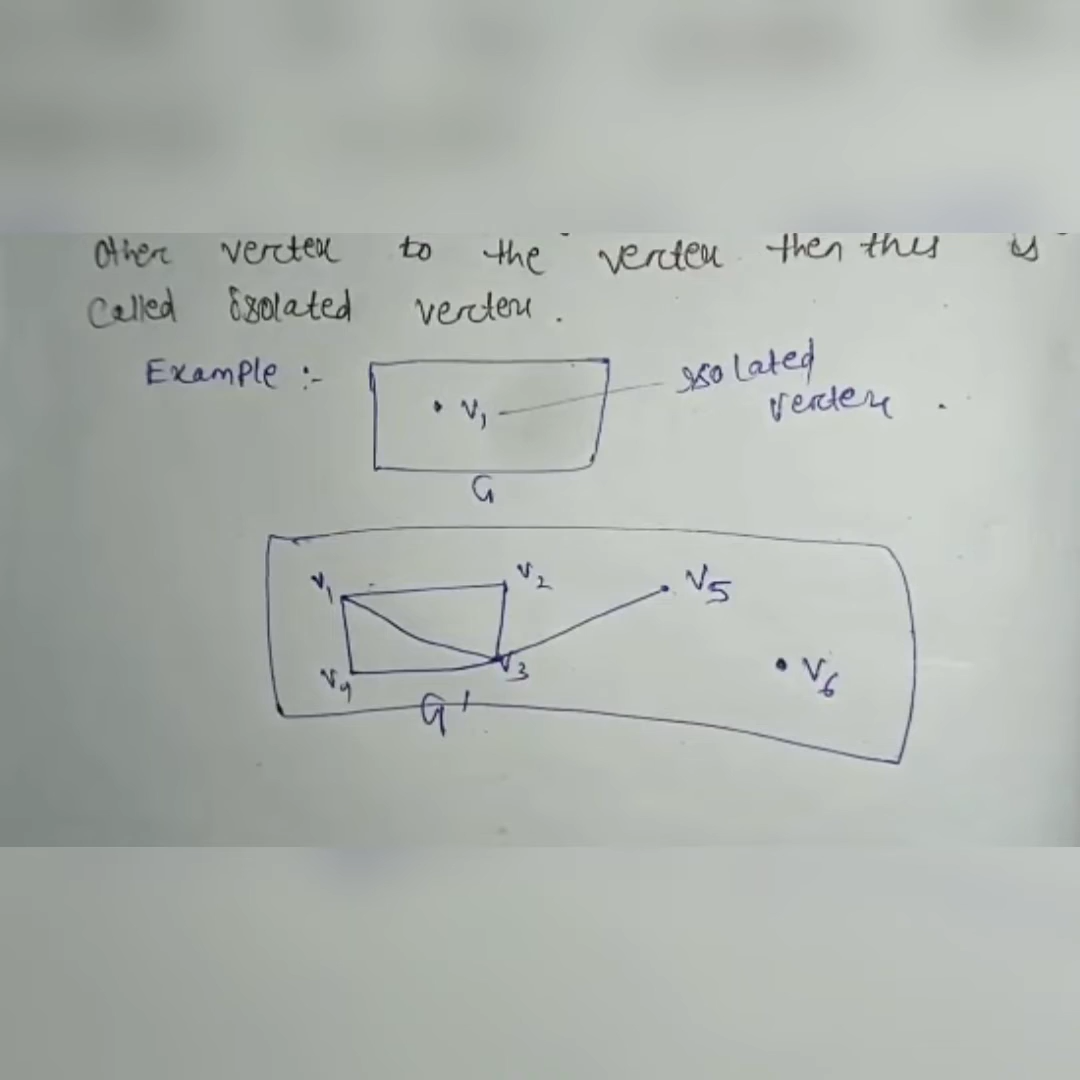 other vertex to the vertex then this is
Called isolated vertex.
Example :-
• V1
isolated
vertex .
G
V1
V2
V5
V3
V4
• V6
G'